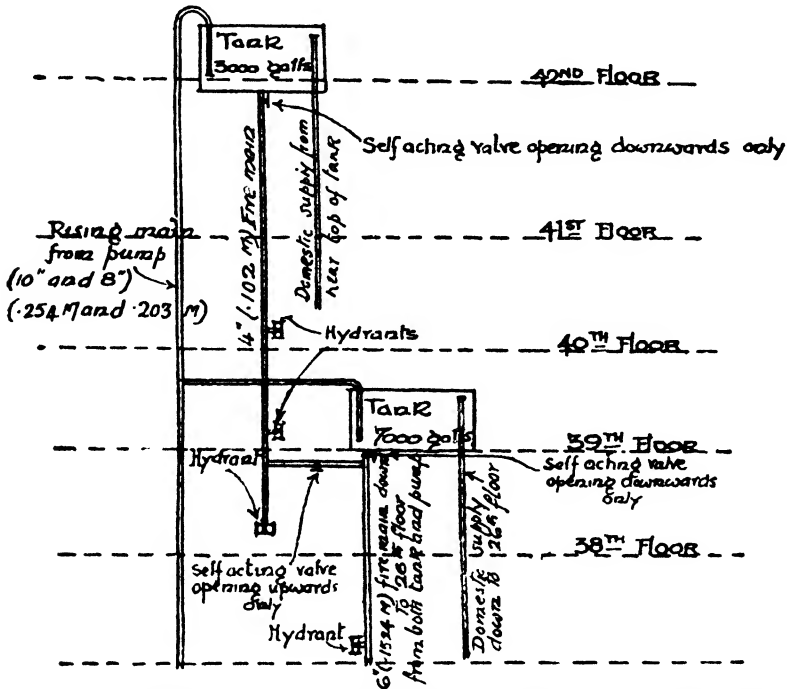 Tank
3000 galls
42ND FLOOR
Self acting valve opening downwards only
4" (.102 M) Fire main
Domestic supply from
near top of tank
41ST FLOOR
Rising main
from pump
(10" and 8")
(.254 M and .203 M)
Hydrants
40TH FLOOR
Tank
7000 galls
39TH FLOOR
Self acting valve
opening downwards
only
Hydrant
6" (.1524 M) fire main down
to 26th floor
from both tank and pump
Domestic supply
down to 26th floor
38TH FLOOR
Self acting valve
opening upwards
only
Hydrant